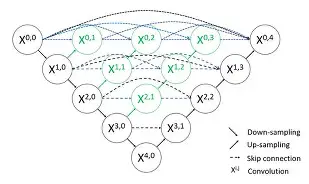 X0,0 X0,1 X0,2 X0,3 X0,4
X1,0 X1,1 X1,2 X1,3
X2,0 X2,1 X2,2
X3,0 X3,1
X4,0
Down-sampling
Up-sampling
Skip connection
Xi,j Convolution